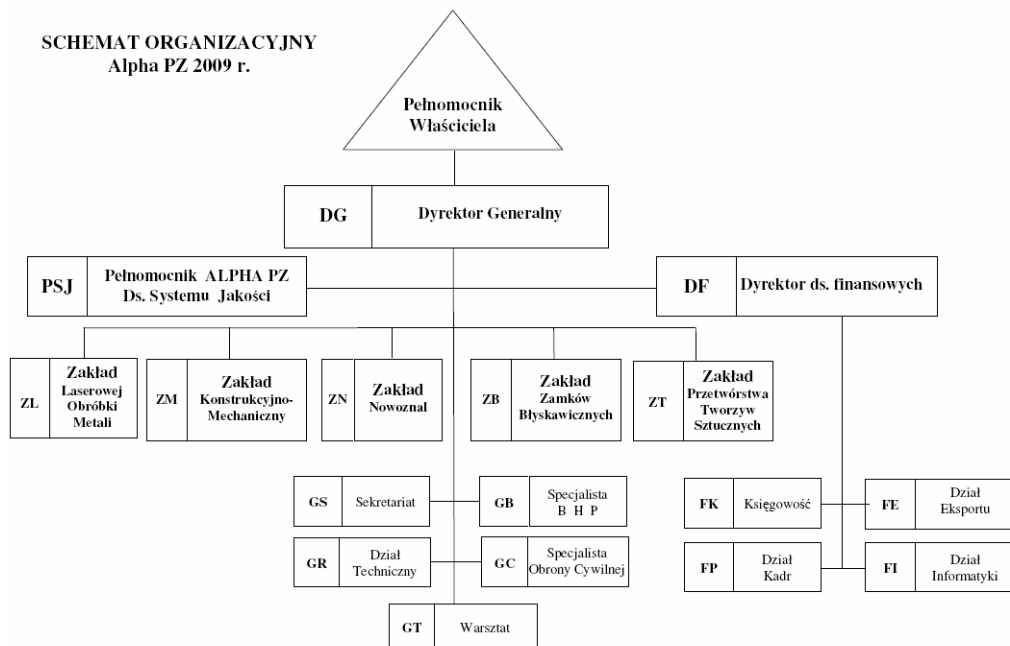 SCHEMAT ORGANIZACYJNY
Alpha PZ 2009 r.
Pełnomocnik
Właściciela
DG
Dyrektor Generalny
PSJ
Pełnomocnik ALPHA PZ
Ds. Systemu Jakości
DF
Dyrektor ds. finansowych
ZL
Zakład
Laserowej
Obróbki
Metali
ZM
Zakład
Konstrukcyjno-
Mechaniczny
ZN
Zakład
Nowoznal
ZB
Zakład
Zamków
Błyskawicznych
ZT
Zakład
Przetwórstwa
Tworzyw
Sztucznych
GS
Sekretariat
GB
Specjalista
B H P
FK
Księgowość
FE
Dział
Eksportu
GR
Dział
Techniczny
GC
Specjalista
Obrony Cywilnej
FP
Dział
Kadr
FI
Dział
Informatyki
GT
Warsztat